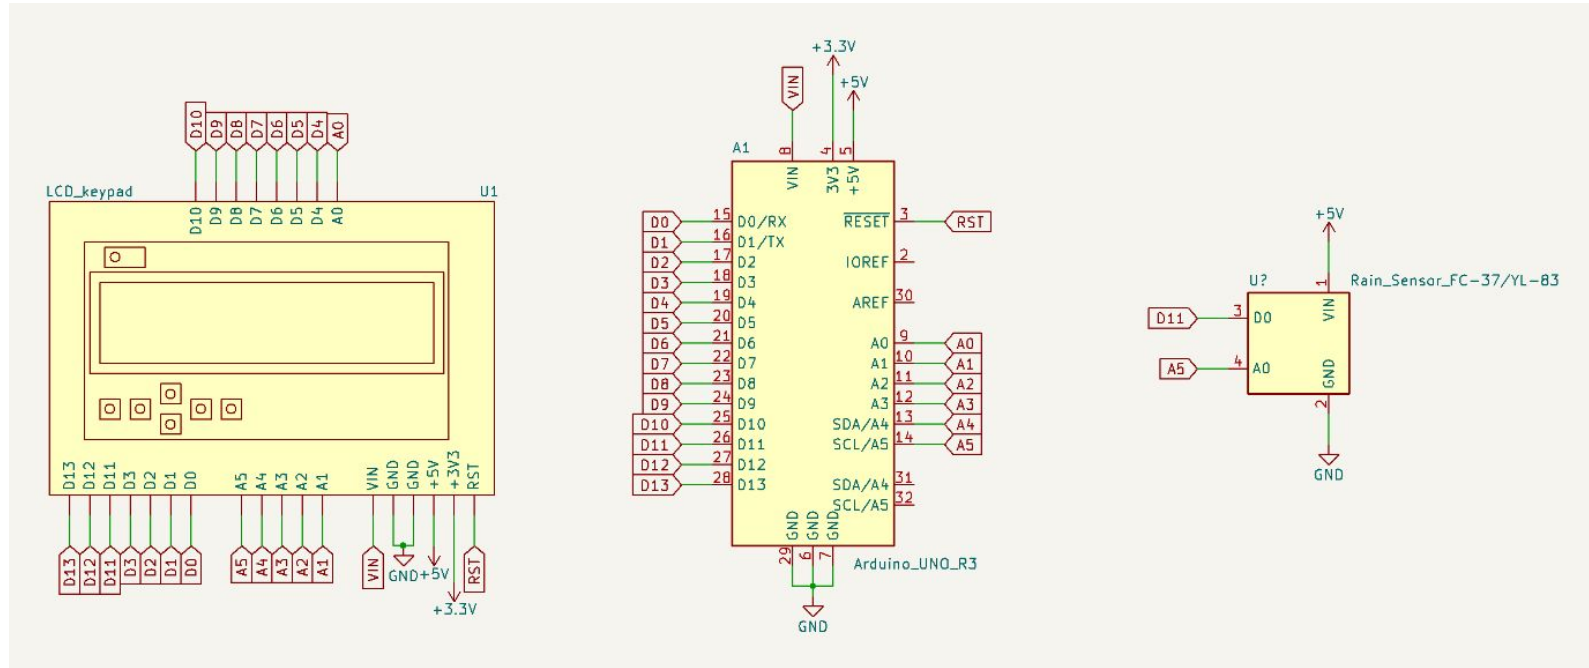 D10 D9 D8 D7 D6 D5 D4 A0
LCD_keypad U1
D10 D9 D8 D7 D6 D5 D4 A0
D13 D12 D11 D3 D2 D1 D0 A5 A4 A3 A2 A1 VIN GND GND +5V +3V3 RST
D13 D12 D11 D3 D2 D1 D0 A5 A4 A3 A2 A1 VIN GND +5V RST
+3.3V
+3.3V
VIN +5V
A1 8 4 5
VIN 3V3 +5V
D0 15 D0/RX RESET 3 RST
D1 16 D1/TX
D2 17 D2 IOREF 2
D3 18 D3
D4 19 D4 AREF 30
D5 20 D5
D6 21 D6 A0 9 A0
D7 22 D7 A1 10 A1
D8 23 D8 A2 11 A2
D9 24 D9 A3 12 A3
D10 25 D10 SDA/A4 13 A4
D11 26 D11 SCL/A5 14 A5
D12 27 D12
D13 28 D13 SDA/A4 31
SCL/A5 32
GND GND GND
29 6 7
Arduino_UNO_R3
GND
+5V
U? 1 Rain_Sensor_FC-37/YL-83
D11 3 DO VIN
A5 4 AO GND
2
GND